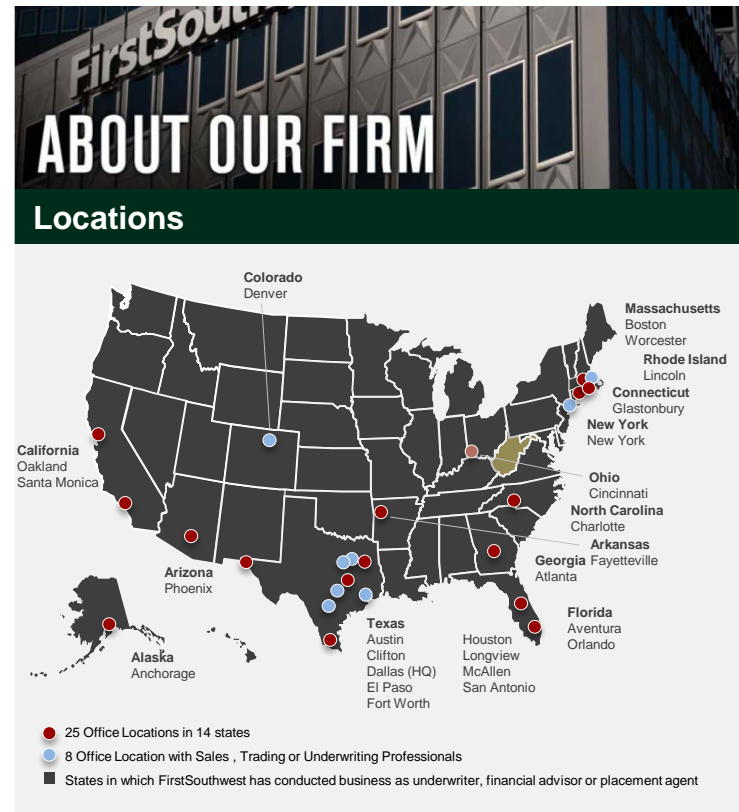 FirstSout
ABOUT OUR FIRM
Locations
Colorado
Denver
Massachusetts
Boston
Worcester
Rhode Island
Lincoln
Connecticut
Glastonbury
New York
New York
California
Oakland
Santa Monica
Ohio
Cincinnati
North Carolina
Charlotte
Arkansas
Fayetteville
Georgia
Atlanta
Arizona
Phoenix
Florida
Aventura
Orlando
Texas
Austin
Clifton
Dallas (HQ)
El Paso
Fort Worth
Houston
Longview
McAllen
San Antonio
Alaska
Anchorage
25 Office Locations in 14 states
8 Office Location with Sales , Trading or Underwriting Professionals
States in which FirstSouthwest has conducted business as underwriter, financial advisor or placement agent